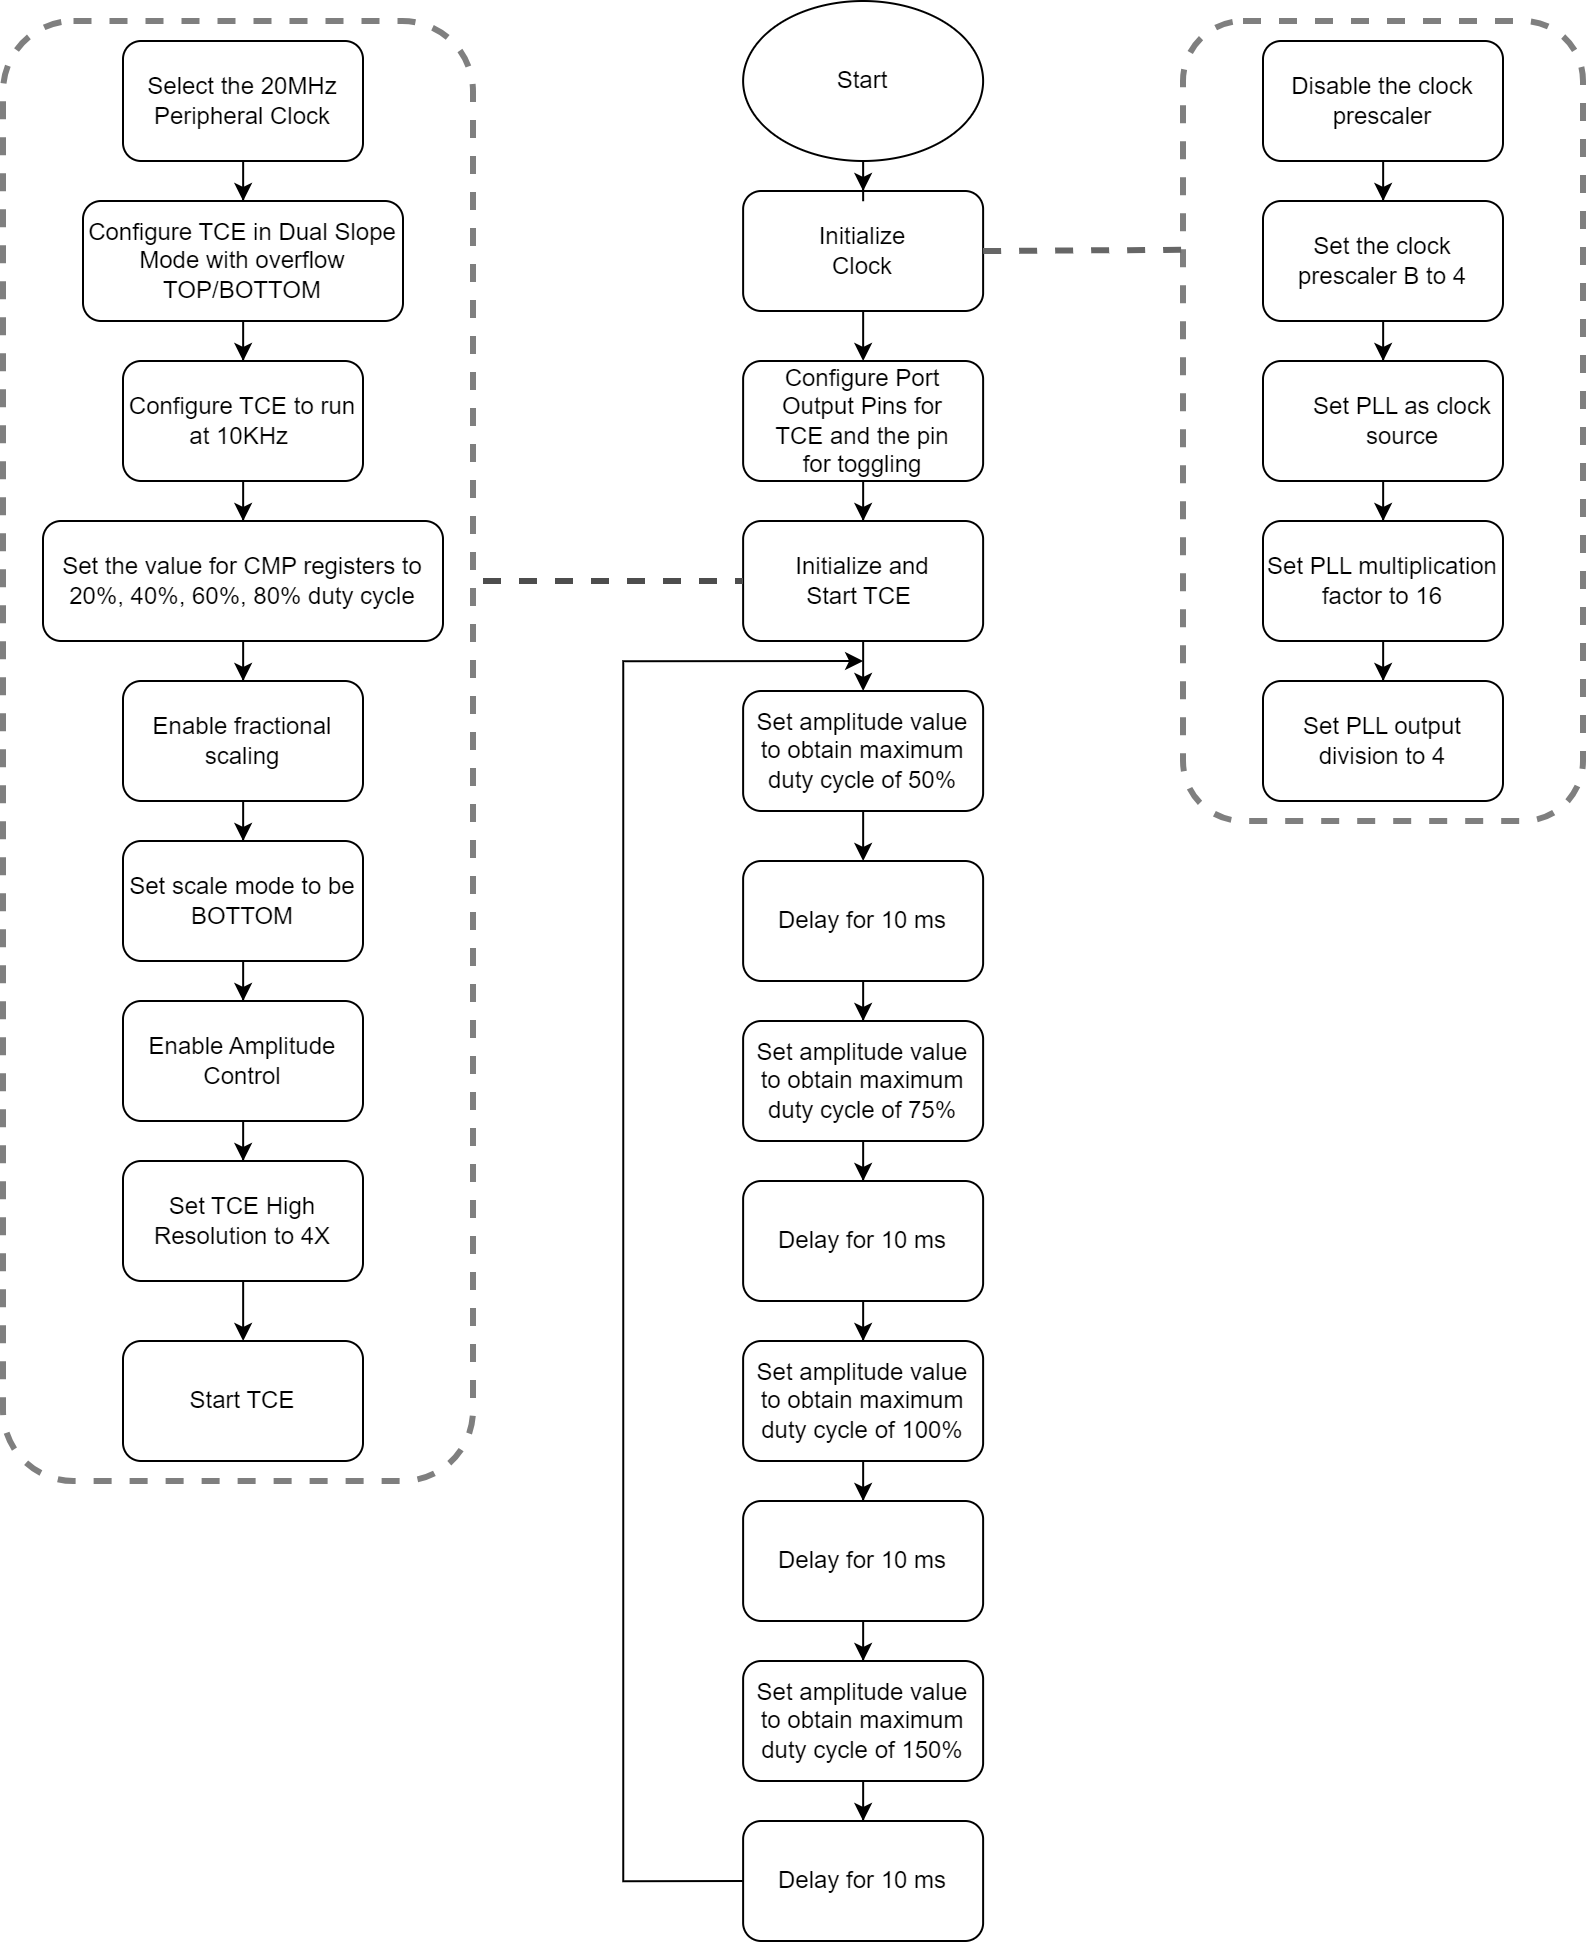 Select the 20MHz
Peripheral Clock
Configure TCE in Dual Slope
Mode with overflow
TOP/BOTTOM
Configure TCE to run
at 10KHz
Set the value for CMP registers to
20%, 40%, 60%, 80% duty cycle
Enable fractional
scaling
Set scale mode to be
BOTTOM
Enable Amplitude
Control
Set TCE High
Resolution to 4X
Start TCE
Start
Initialize
Clock
Configure Port
Output Pins for
TCE and the pin
for toggling
Initialize and
Start TCE
Set amplitude value
to obtain maximum
duty cycle of 50%
Delay for 10 ms
Set amplitude value
to obtain maximum
duty cycle of 75%
Delay for 10 ms
Set amplitude value
to obtain maximum
duty cycle of 100%
Delay for 10 ms
Set amplitude value
to obtain maximum
duty cycle of 150%
Delay for 10 ms
Disable the clock
prescaler
Set the clock
prescaler B to 4
Set PLL as clock
source
Set PLL multiplication
factor to 16
Set PLL output
division to 4